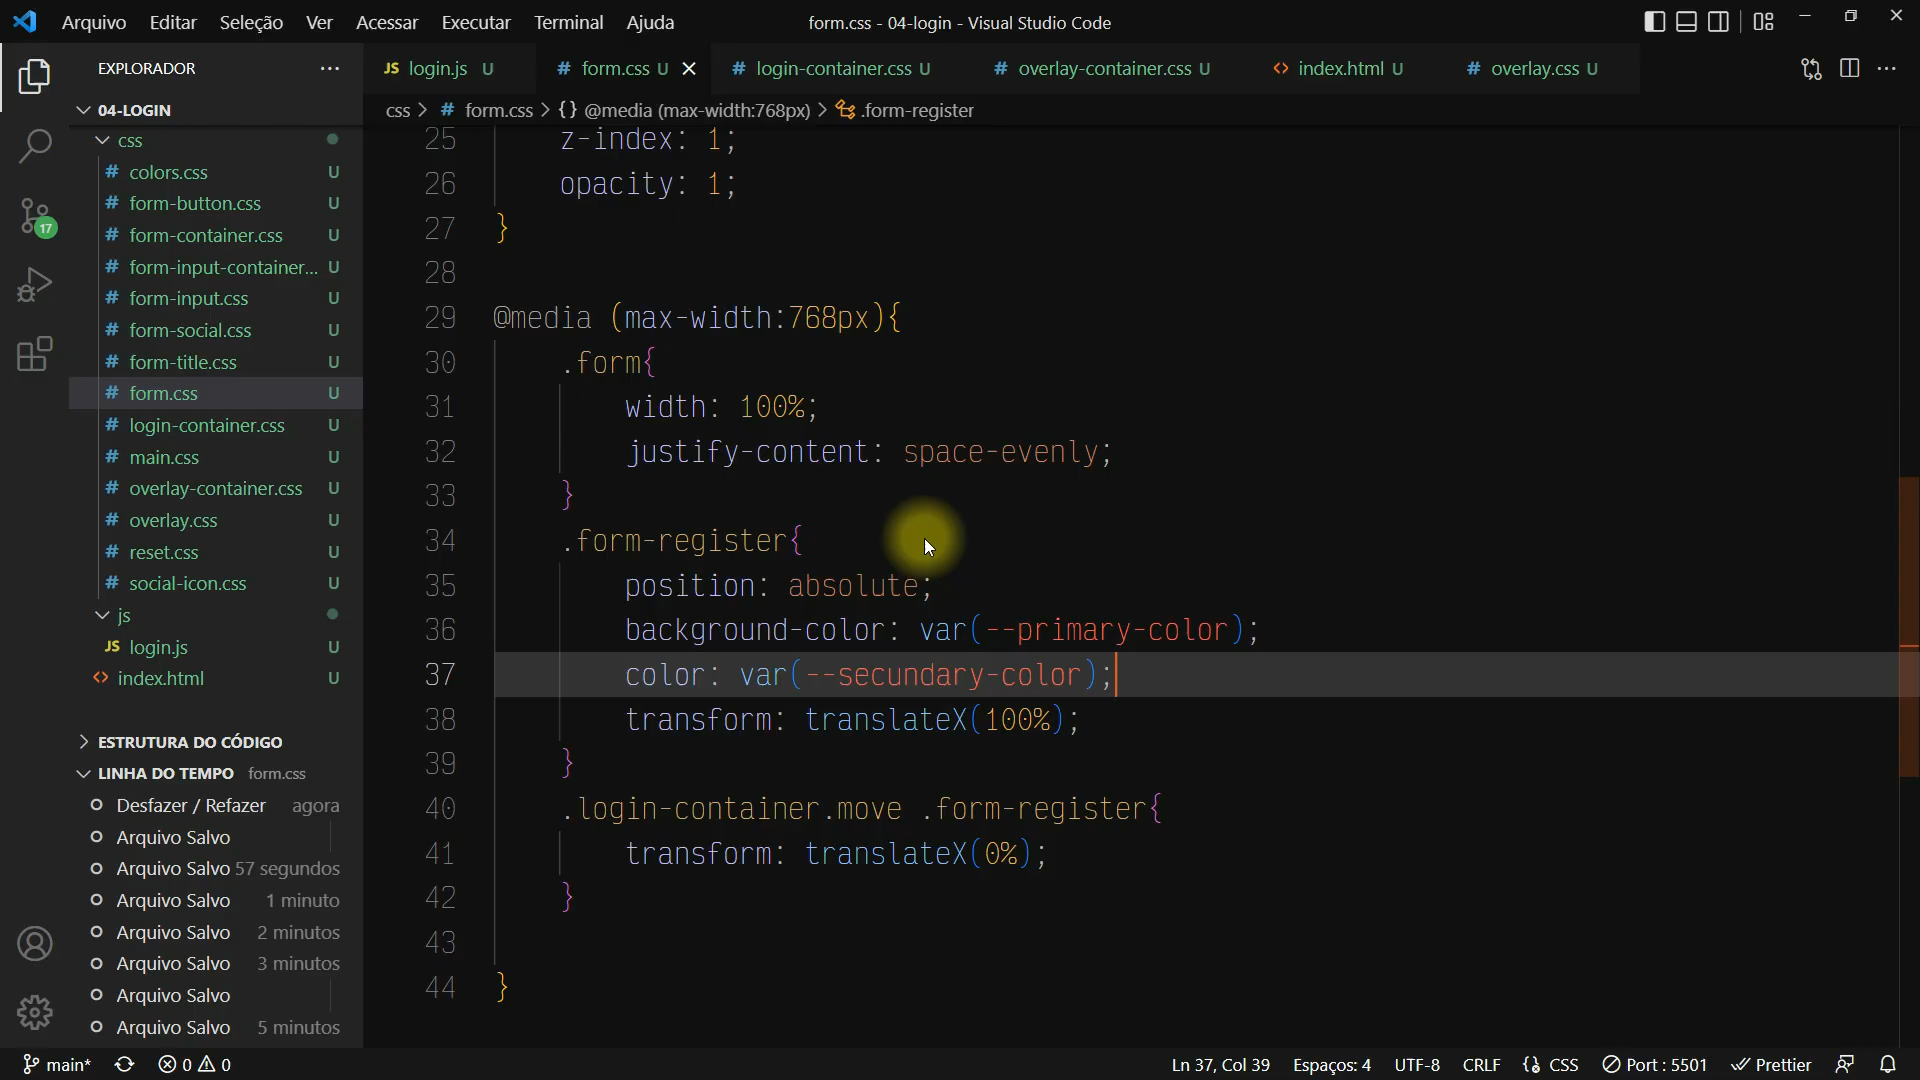 Arquivo Editar Seleção Ver Acessar Executar Terminal Ajuda
form.css - 04-login - Visual Studio Code
EXPLORADOR
JS login.js U
# form.css U
# login-container.css U
# overlay-container.css U
<> index.html U
# overlay.css U
04-LOGIN
css > # form.css > {} @media (max-width:768px) > .form-register
css
# colors.css U
# form-button.css U
# form-container.css U
# form-input-container... U
# form-input.css U
# form-social.css U
# form-title.css U
# form.css U
# login-container.css U
# main.css U
# overlay-container.css U
# overlay.css U
# reset.css U
# social-icon.css U
js
JS login.js U
<> index.html U
17
ESTRUTURA DO CÓDIGO
LINHA DO TEMPO form.css
Desfazer / Refazer agora
Arquivo Salvo
Arquivo Salvo 57 segundos
Arquivo Salvo 1 minuto
Arquivo Salvo 2 minutos
Arquivo Salvo 3 minutos
Arquivo Salvo
Arquivo Salvo 5 minutos
25 z-index: 1;
26 opacity: 1;
27 }
28
29 @media (max-width:768px){
30 .form{
31 width: 100%;
32 justify-content: space-evenly;
33 }
34 .form-register{
35 position: absolute;
36 background-color: var(--primary-color);
37 color: var(--secundary-color);
38 transform: translateX(100%);
39 }
40 .login-container.move .form-register{
41 transform: translateX(0%);
42 }
43
44 }
main* 0 0
Ln 37, Col 39 Espaços: 4 UTF-8 CRLF {} CSS Port : 5501 Prettier